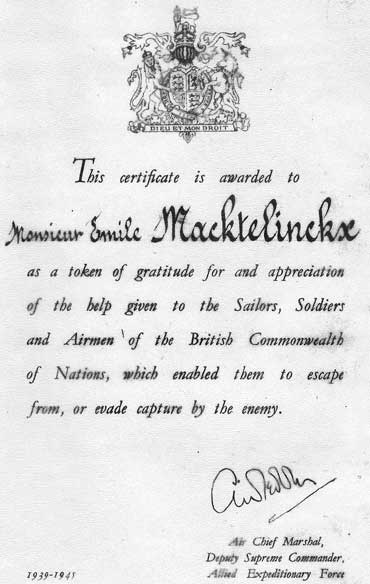 DIEU ET MON DROIT
This certificate is awarded to
Monsieur Emile Macktelinckx
as a token of gratitude for and appreciation
of the help given to the Sailors, Soldiers
and Airmen of the British Commonwealth
of Nations, which enabled them to escape
from, or evade capture by the enemy.
Air Chief Marshal,
Deputy Supreme Commander,
1939-1945 Allied Expeditionary Force